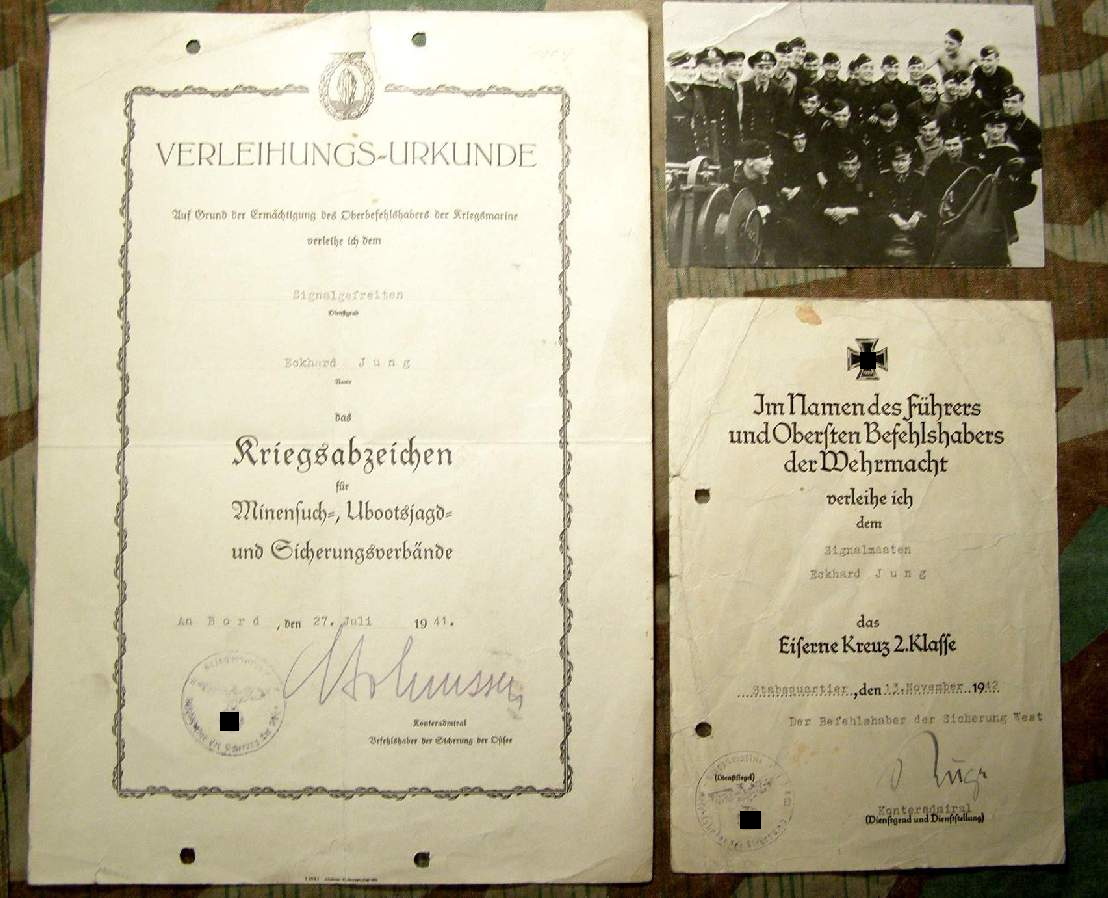 VERLEIHUNGS-URKUNDE
Auf Grund der Ermächtigung des Oberbefehlshabers der Kriegsmarine
verleihe ich dem
Signalgefreiten
Dienstgrad
Eckhard Jung
Name
das
Kriegsabzeichen
für
Minensuch-, Ubootsjagd-
und Sicherungsverbände
An Bord, den 27. Juli 1941.
Konteradmiral
Befehlshaber der Sicherung der Ostsee
Im Namen des Führers
und Obersten Befehlshabers
der Wehrmacht
verleihe ich
dem
Signalmaaten
Eckhard Jung
das
Eiserne Kreuz 2. Klasse
Stabsquartier, den 13. November 1942
Der Befehlshaber der Sicherung West
(Dienstsiegel)
Ruge
Konteradmiral
(Dienstgrad und Dienststellung)